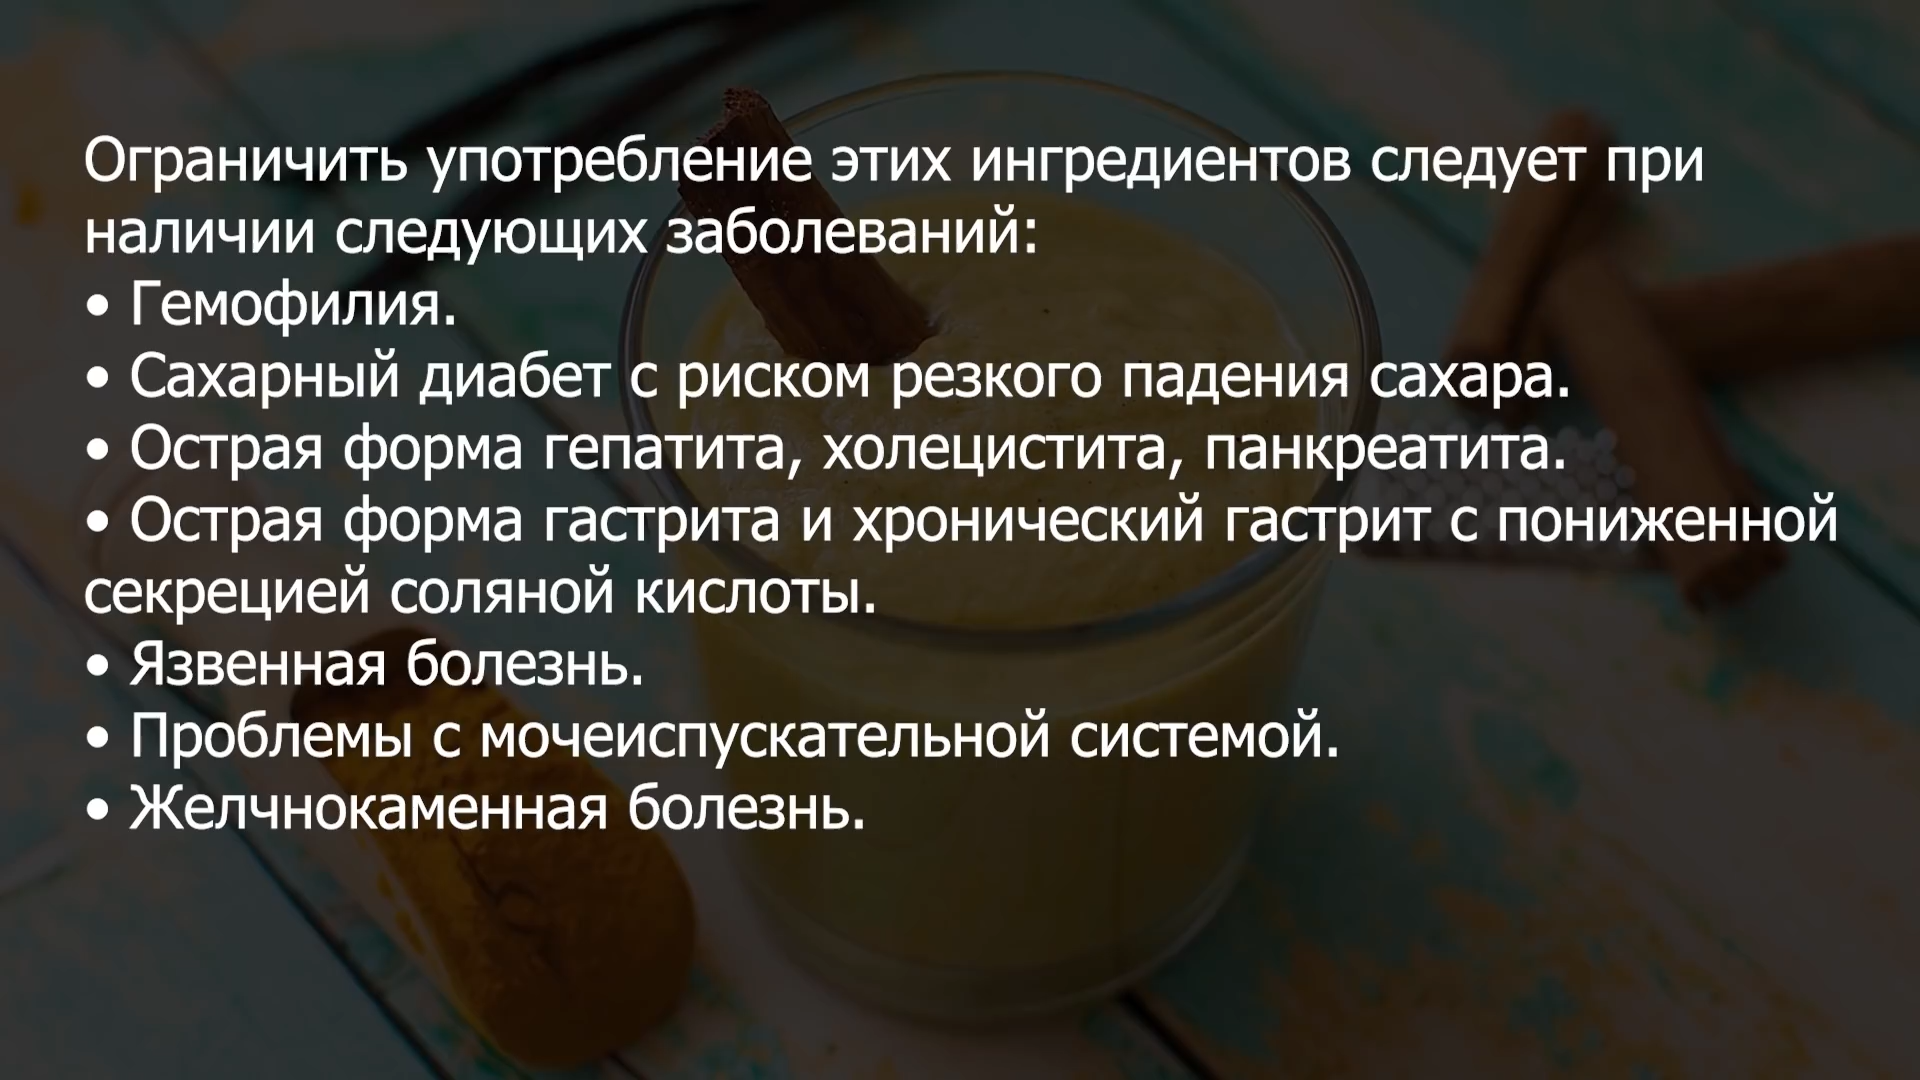 Ограничить употребление этих ингредиентов следует при
наличии следующих заболеваний:
• Гемофилия.
• Сахарный диабет с риском резкого падения сахара.
• Острая форма гепатита, холецистита, панкреатита.
• Острая форма гастрита и хронический гастрит с пониженной
секрецией соляной кислоты.
• Язвенная болезнь.
• Проблемы с мочеиспускательной системой.
• Желчнокаменная болезнь.